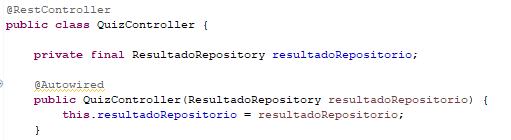 @RestController
public class QuizController {
private final ResultadoRepository resultadoRepositorio;
@Autowired
public QuizController(ResultadoRepository resultadoRepositorio) {
this.resultadoRepositorio = resultadoRepositorio;
}